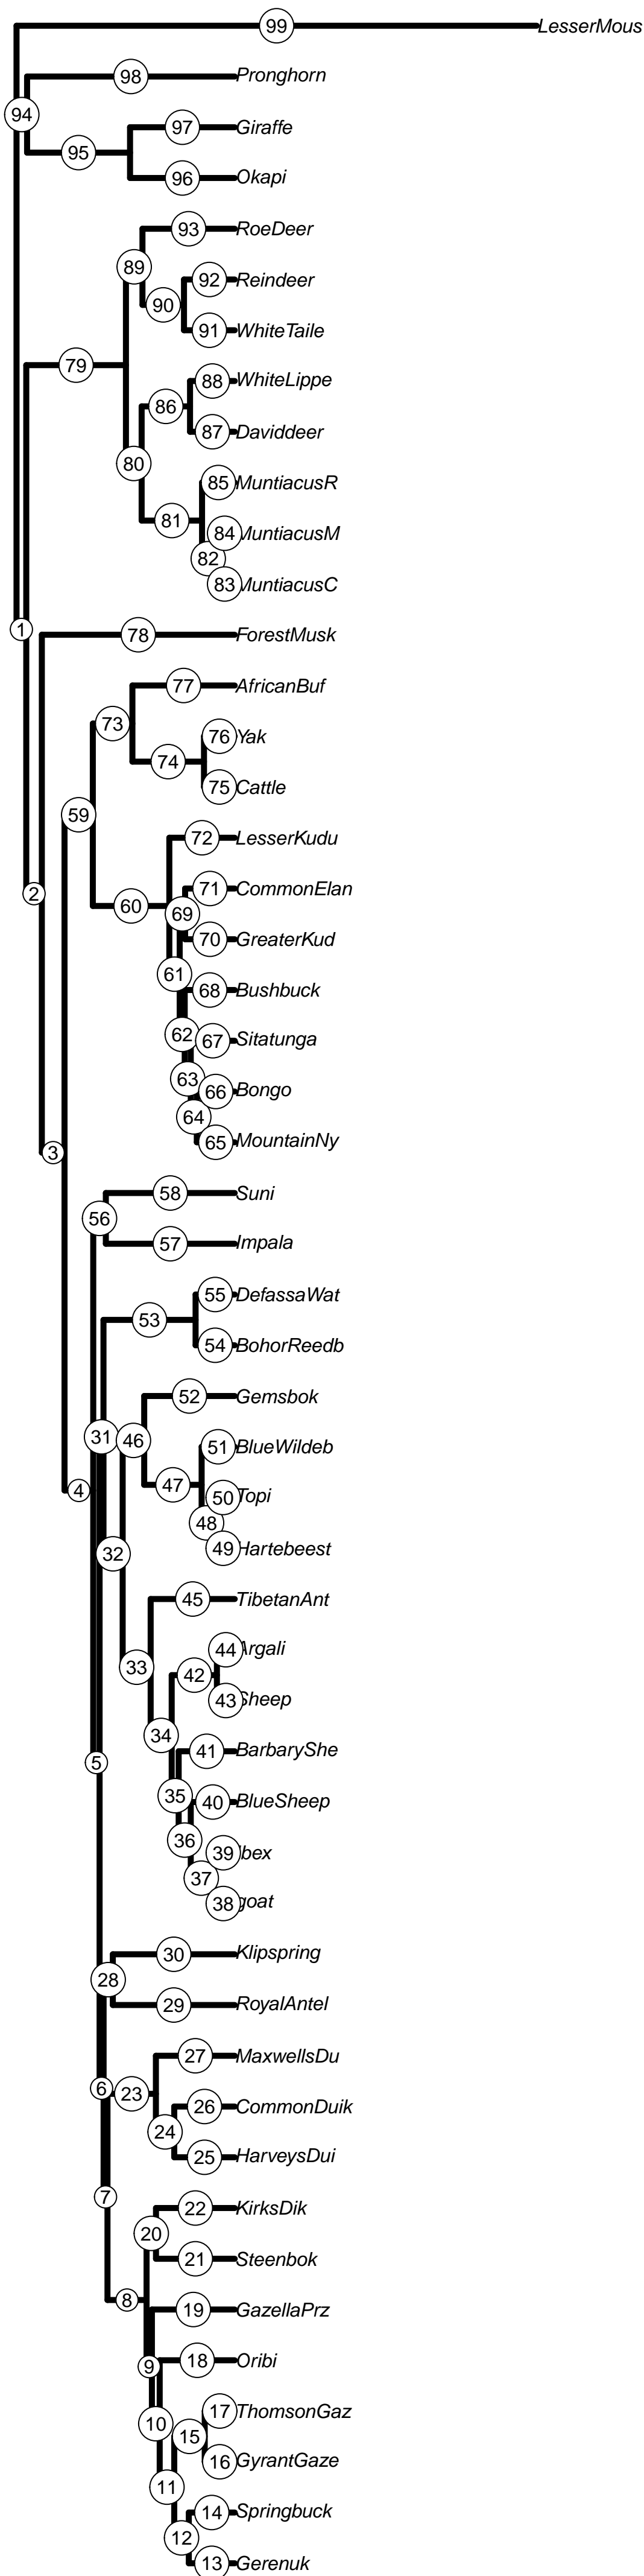 99 LesserMous
98 Pronghorn
94
97 Giraffe
95
96 Okapi
93 RoeDeer
89
92 Reindeer
90
91 WhiteTaile
79
88 WhiteLippe
86
87 Daviddeer
80
85 MuntiacusR
81
84 MuntiacusM
82
83 MuntiacusC
1
78 ForestMusk
77 AfricanBuf
73
76 Yak
74
75 Cattle
59
72 LesserKudu
71 CommonElan
2
60
69
70 GreaterKud
61
68 Bushbuck
62
67 Sitatunga
63
66 Bongo
64
65 MountainNy
3
58 Suni
56
57 Impala
55 DefassaWat
53
54 BohorReedb
52 Gemsbok
31
46
51 BlueWildeb
47
4
50 Topi
48
49 Hartebeest
32
45 TibetanAnt
44 Argali
33
42
43 Sheep
34
41 BarbaryShe
5
35
40 BlueSheep
36
39 Ibex
37
38 goat
30 Klipspring
28
29 RoyalAntel
27 MaxwellsDu
6
23
26 CommonDuik
24
25 HarveysDui
7
22 KirksDik
20
21 Steenbok
8
19 GazellaPrz
18 Oribi
9
17 ThomsonGaz
10
15
16 GyrantGaze
11
14 Springbuck
12
13 Gerenuk